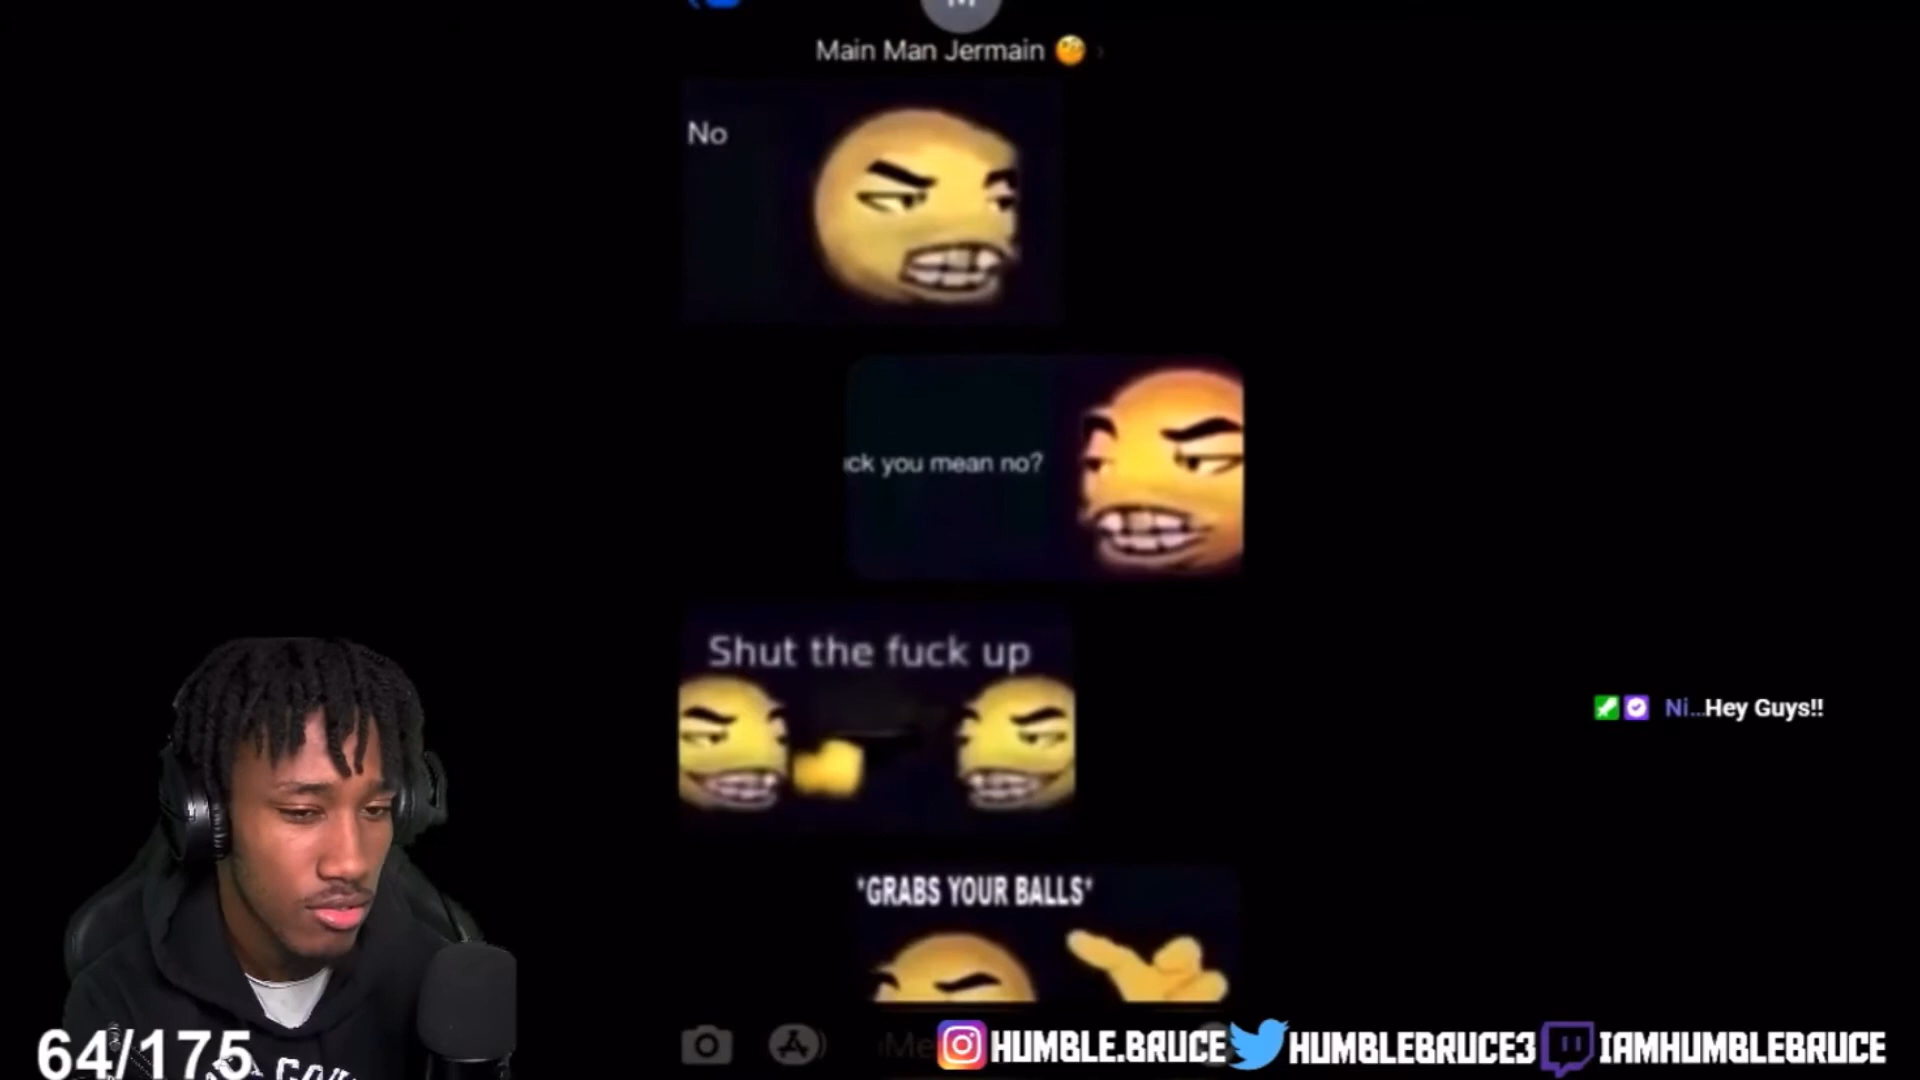 Main Man Jermain
No
ck you mean no?
Shut the fuck up
*GRABS YOUR BALLS*
Ni...Hey Guys!!
64/175
HUMBLE.BRUCE
HUMBLEBRUCE3
IAMHUMBLEBRUCE